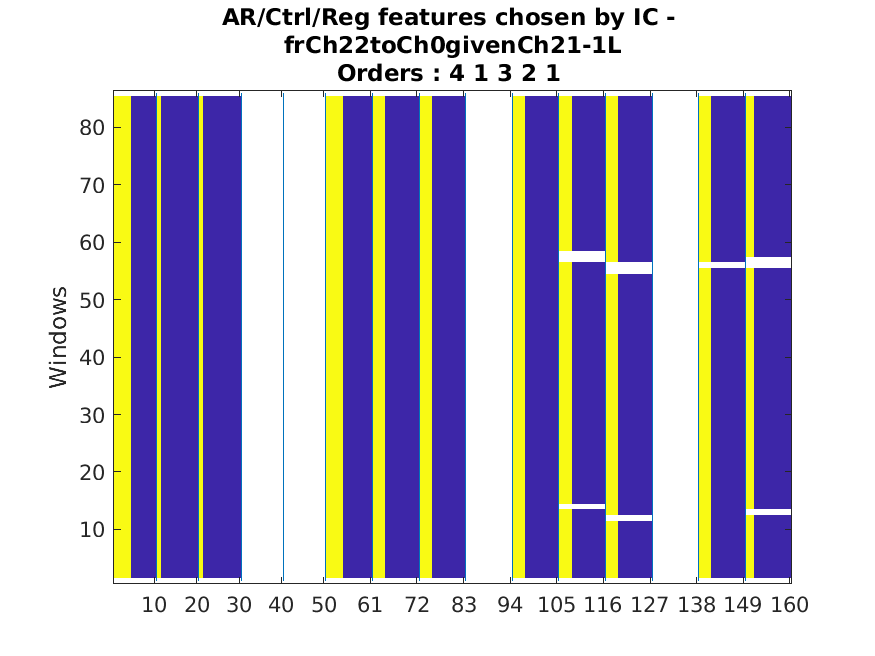 AR/Ctrl/Reg features chosen by IC -
frCh22toCh0givenCh21-1L
Orders : 4 1 3 2 1
80
70
60
50
40
30
20
10
Windows
10 20 30 40 50 61 72 83 94 105 116 127 138 149 160